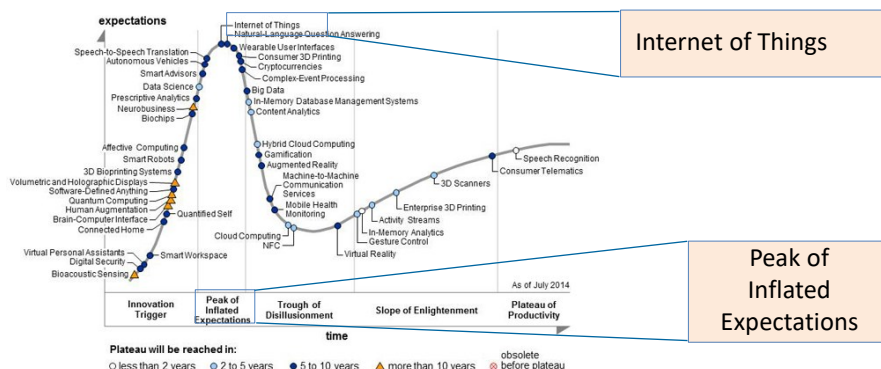 expectations
Internet of Things
Natural-Language Question Answering
Wearable User Interfaces
Consumer 3D Printing
Cryptocurrencies
Complex-Event Processing
Speech-to-Speech Translation
Autonomous Vehicles
Smart Advisors
Data Science
Prescriptive Analytics
Neurobusiness
Biochips
Big Data
In-Memory Database Management Systems
Content Analytics
Hybrid Cloud Computing
Gamification
Augmented Reality
Machine-to-Machine
Communication
Services
Mobile Health
Monitoring
Affective Computing
Smart Robots
3D Bioprinting Systems
Volumetric and Holographic Displays
Software-Defined Anything
Quantum Computing
Human Augmentation
Brain-Computer Interface
Connected Home
Quantified Self
Virtual Personal Assistants
Smart Workspace
Digital Security
Bioacoustic Sensing
Cloud Computing
NFC
Virtual Reality
Gesture Control
In-Memory Analytics
Activity Streams
Enterprise 3D Printing
3D Scanners
Consumer Telematics
Speech Recognition
As of July 2014
Innovation
Trigger
Peak of
Inflated
Expectations
Trough of
Disillusionment
Slope of Enlightenment
Plateau of
Productivity
time
Plateau will be reached in:
less than 2 years
2 to 5 years
5 to 10 years
more than 10 years
obsolete
before plateau
Internet of Things
Peak of
Inflated
Expectations